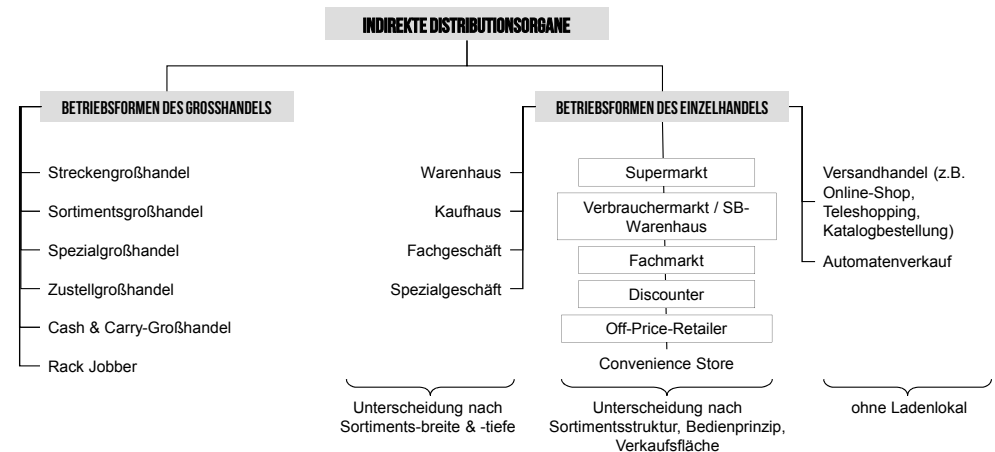 INDIREKTE DISTRIBUTIONSORGANE
BETRIEBSFORMEN DES GROSSHANDELS
Streckengroßhandel
Sortimentsgroßhandel
Spezialgroßhandel
Zustellgroßhandel
Cash & Carry-Großhandel
Rack Jobber
BETRIEBSFORMEN DES EINZELHANDELS
Warenhaus
Kaufhaus
Fachgeschäft
Spezialgeschäft
Unterscheidung nach
Sortiments-breite & -tiefe
Supermarkt
Verbrauchermarkt / SB-
Warenhaus
Fachmarkt
Discounter
Off-Price-Retailer
Convenience Store
Unterscheidung nach
Sortimentsstruktur, Bedienprinzip,
Verkaufsfläche
Versandhandel (z.B.
Online-Shop,
Teleshopping,
Katalogbestellung)
Automatenverkauf
ohne Ladenlokal